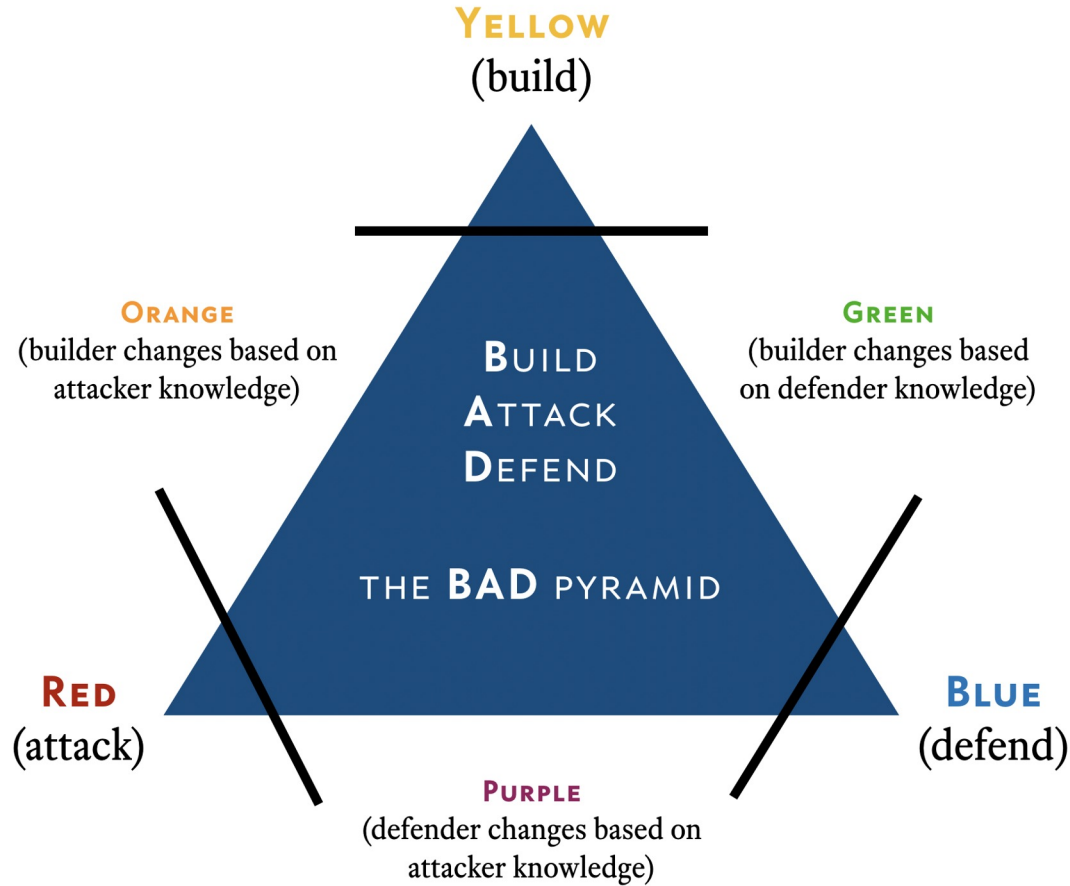 YELLOW
(build)
ORANGE
(builder changes based on
attacker knowledge)
GREEN
(builder changes based
on defender knowledge)
BUILD
ATTACK
DEFEND
THE BAD PYRAMID
RED
(attack)
BLUE
(defend)
PURPLE
(defender changes based on
attacker knowledge)